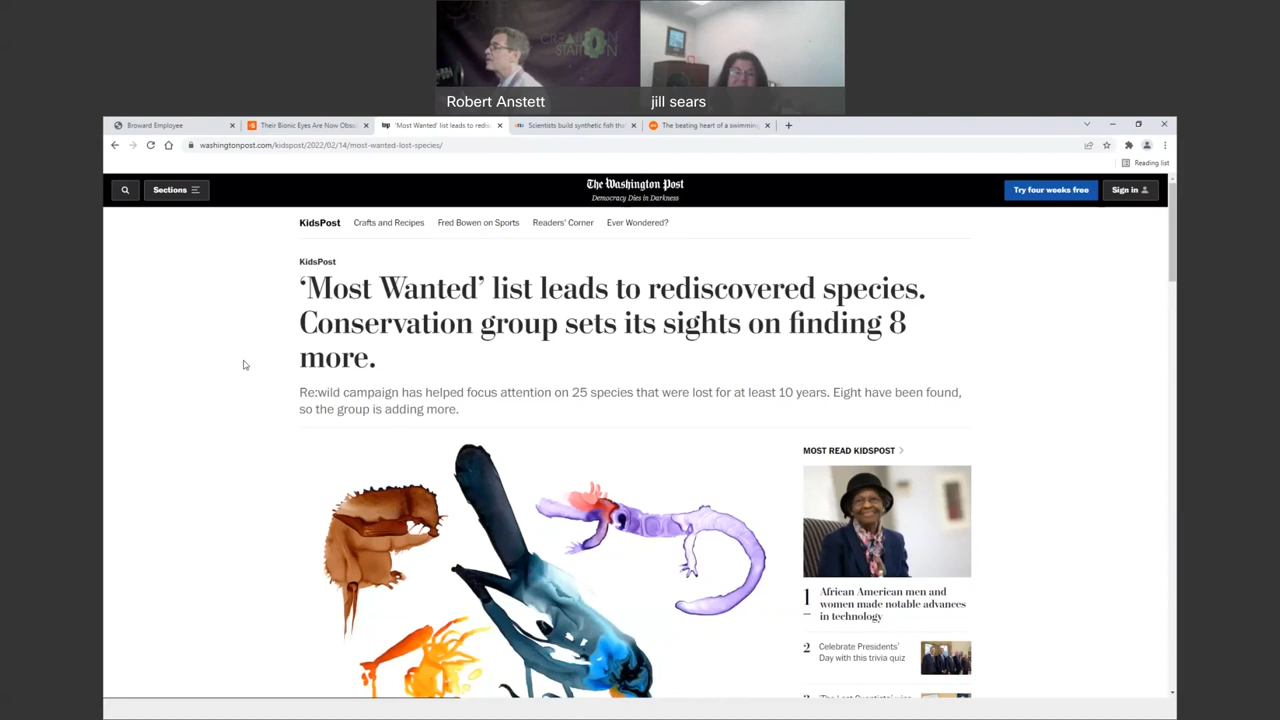 CREATION
STATION
Robert Anstett
jill sears
Broward Employee
Their Bionic Eyes Are Now Obso
'Most Wanted' list leads to redis
Scientists build synthetic fish tha
The beating heart of a swimming
washingtonpost.com/kidspost/2022/02/14/most-wanted-lost-species/
Reading list
Sections
The Washington Post
Democracy Dies in Darkness
Try four weeks free
Sign in
KidsPost
Crafts and Recipes
Fred Bowen on Sports
Readers' Corner
Ever Wondered?
KidsPost
‘Most Wanted’ list leads to rediscovered species.
Conservation group sets its sights on finding 8
more.
Re:wild campaign has helped focus attention on 25 species that were lost for at least 10 years. Eight have been found,
so the group is adding more.
MOST READ KIDSPOST
1
African American men and
women made notable advances
in technology
2
Celebrate Presidents’
Day with this trivia quiz